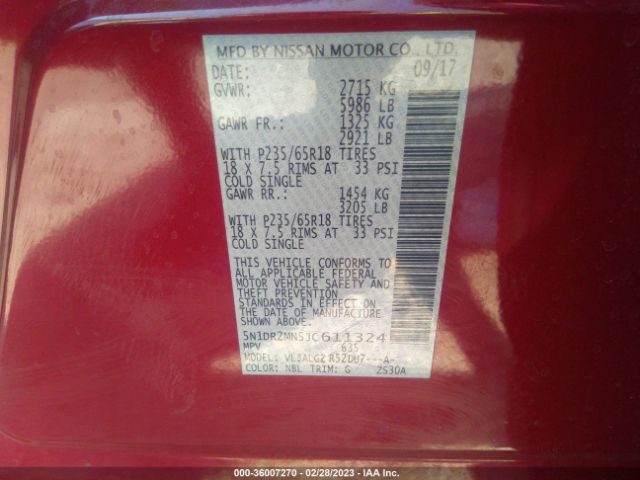 MFD BY NISSAN MOTOR CO., LTD.
DATE: 09/17
GVWR: 2715 KG
5986 LB
GAWR FR.: 1325 KG
2921 LB
WITH P235/65R18 TIRES
18 X 7.5 RIMS AT 33 PSI
COLD SINGLE
GAWR RR.: 1454 KG
3205 LB
WITH P235/65R18 TIRES
18 X 7.5 RIMS AT 33 PSI
COLD SINGLE
THIS VEHICLE CONFORMS TO
ALL APPLICABLE FEDERAL
MOTOR VEHICLE SAFETY AND
THEFT PREVENTION
STANDARDS IN EFFECT ON
THE DATE OF MANUFACTURE
SHOWN ABOVE.
5N1DR2MN5JC611324
MPV 635
MODEL: VLJALG2 R52DU7---A-
COLOR: NBL TRIM: G 2S30A
000-36007270 - 02/28/2023 - IAA Inc.